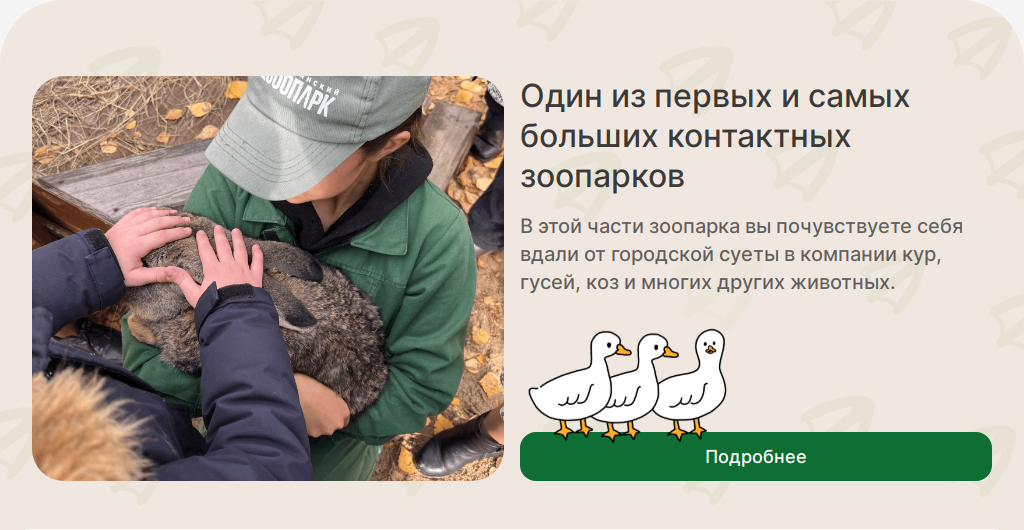 ЗООПАРК
Один из первых и самых
больших контактных
зоопарков
В этой части зоопарка вы почувствуете себя
вдали от городской суеты в компании кур,
гусей, коз и многих других животных.
Подробнее